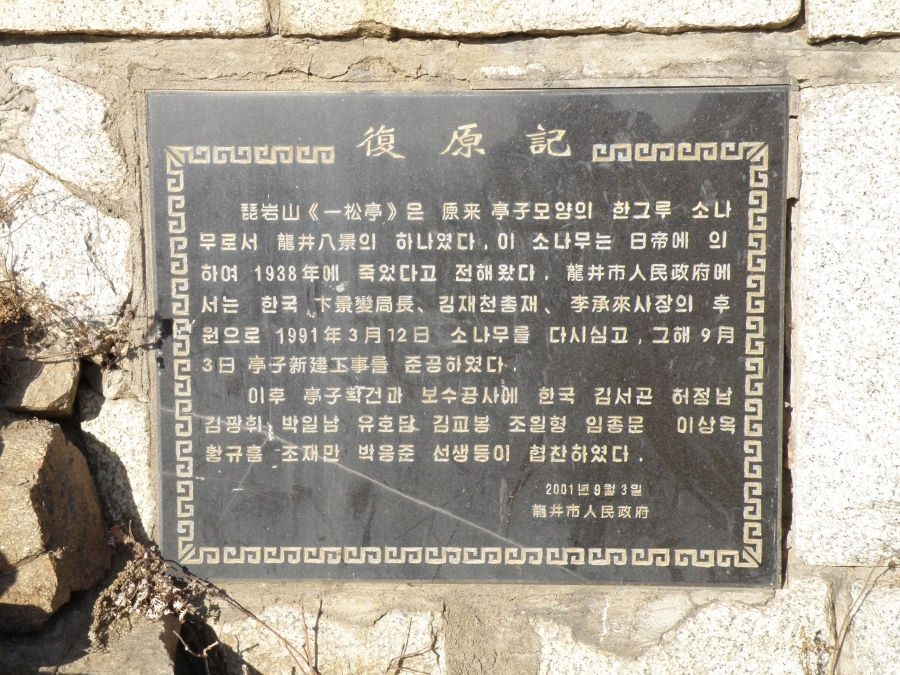 復原記
琵岩山《一松亭》은 原来 亭子모양의 한그루 소나
무로서 龍井八景의 하나였다. 이 소나무는 日帝에 의
하여 1938年에 죽었다고 전해왔다. 龍井市人民政府에
서는 한국 卞景變局長、김재천총재、李承來사장의 후
원으로 1991年3月12日 소나무를 다시심고, 그해 9月
3日 亭子新建工事를 준공하였다.
이후 亭子확건과 보수공사에 한국 김서곤 허정남
김광휘 박일남 유호달 김교봉 조일형 임종문 이상옥
황규흠 조재만 박응준 선생등이 협찬하였다.
2001년 9월 3일
龍井市人民政府